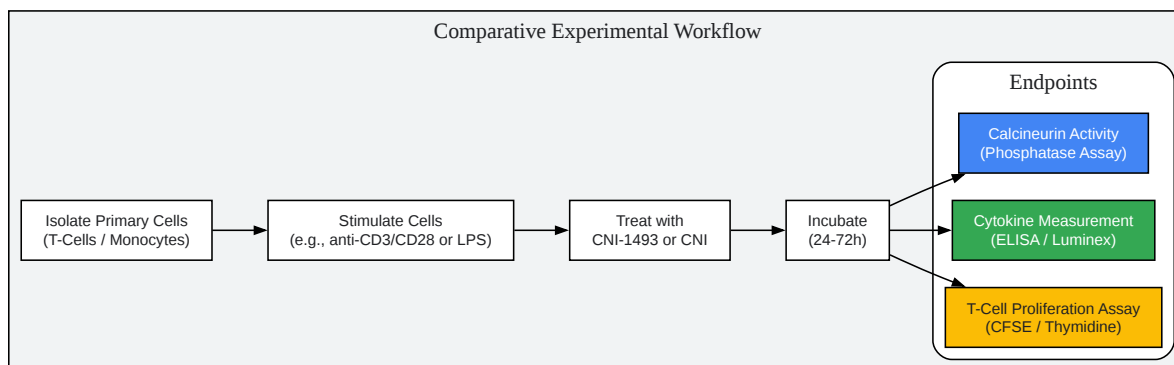 Comparative Experimental Workflow
Endpoints
Isolate Primary Cells
(T-Cells / Monocytes)
Stimulate Cells
(e.g., anti-CD3/CD28 or LPS)
Treat with
CNI-1493 or CNI
Incubate
(24-72h)
Calcineurin Activity
(Phosphatase Assay)
Cytokine Measurement
(ELISA / Luminex)
T-Cell Proliferation Assay
(CFSE / Thymidine)